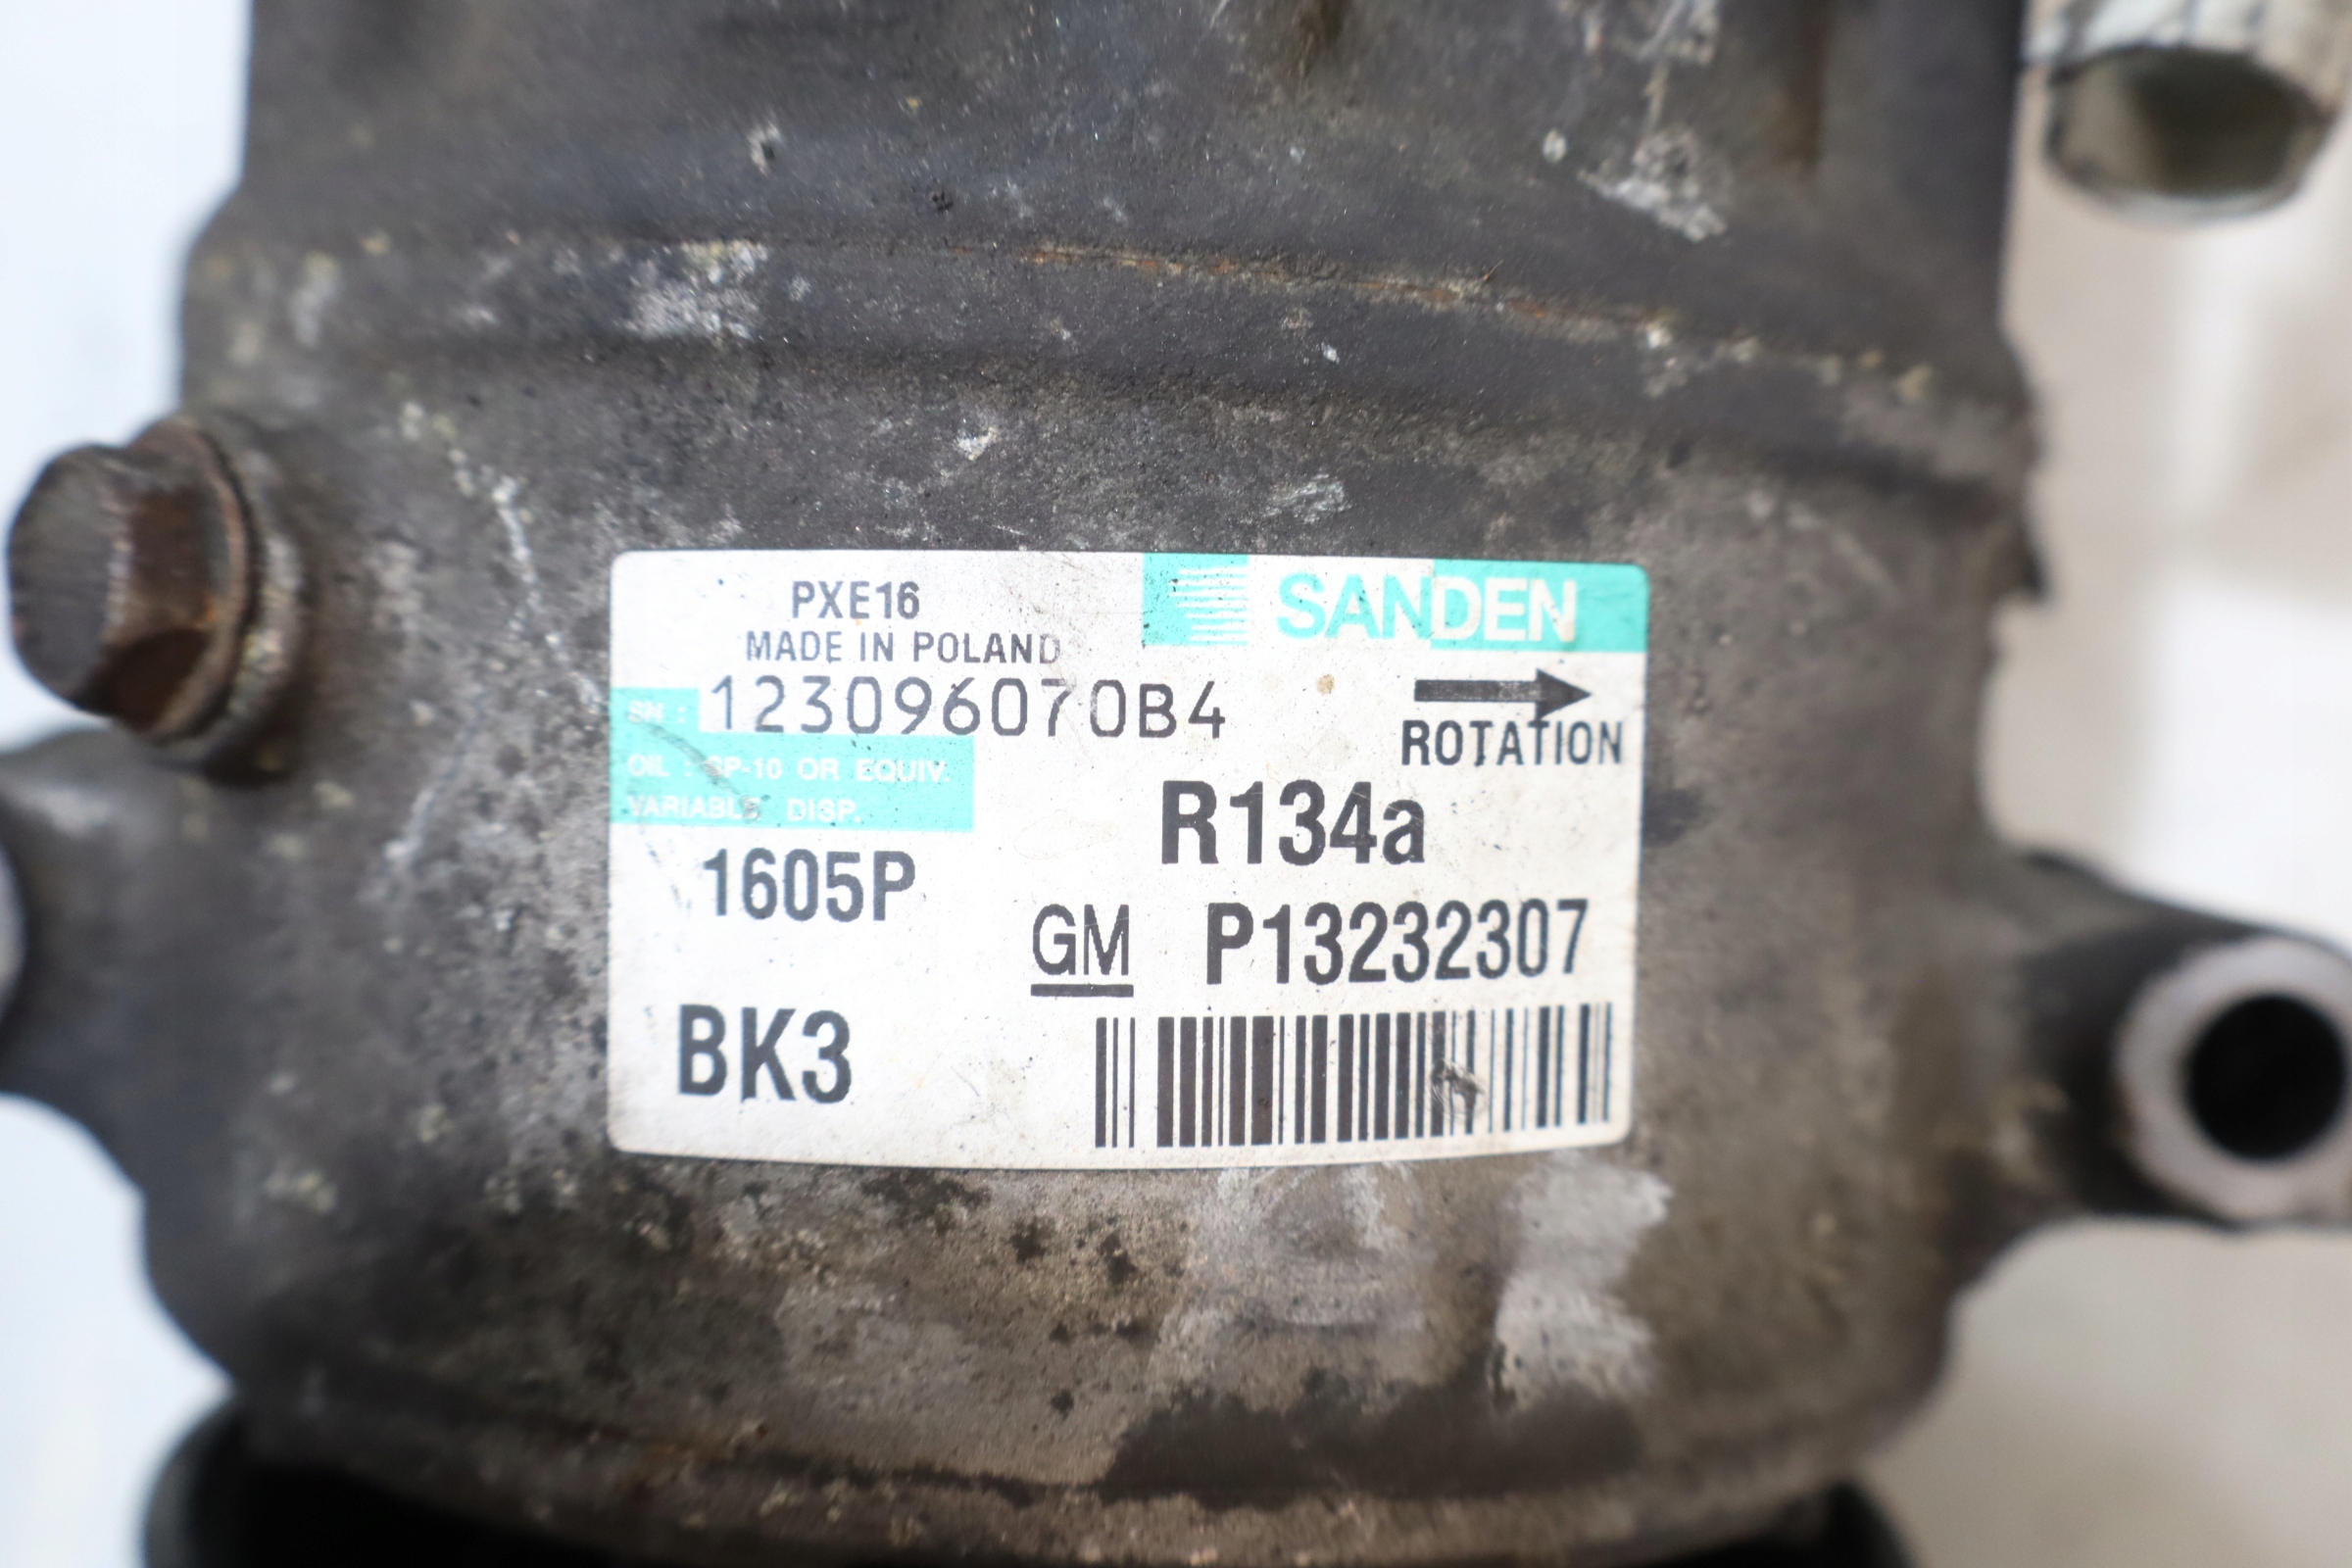 PXE16
SANDEN
MADE IN POLAND
SN : 123096070B4
ROTATION
OIL : SP-10 OR EQUIV.
VARIABLE DISP.
R134a
1605P
GM P13232307
BK3